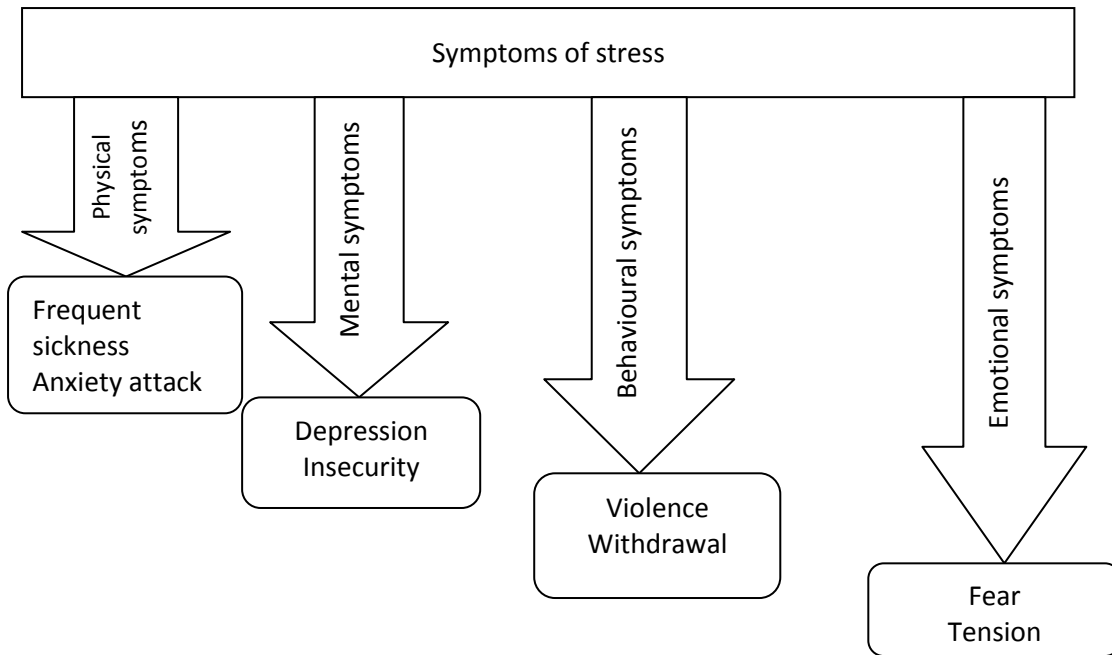 Symptoms of stress
Physical
symptoms
Frequent
sickness
Anxiety attack
Mental symptoms
Depression
Insecurity
Behavioural symptoms
Violence
Withdrawal
Emotional symptoms
Fear
Tension